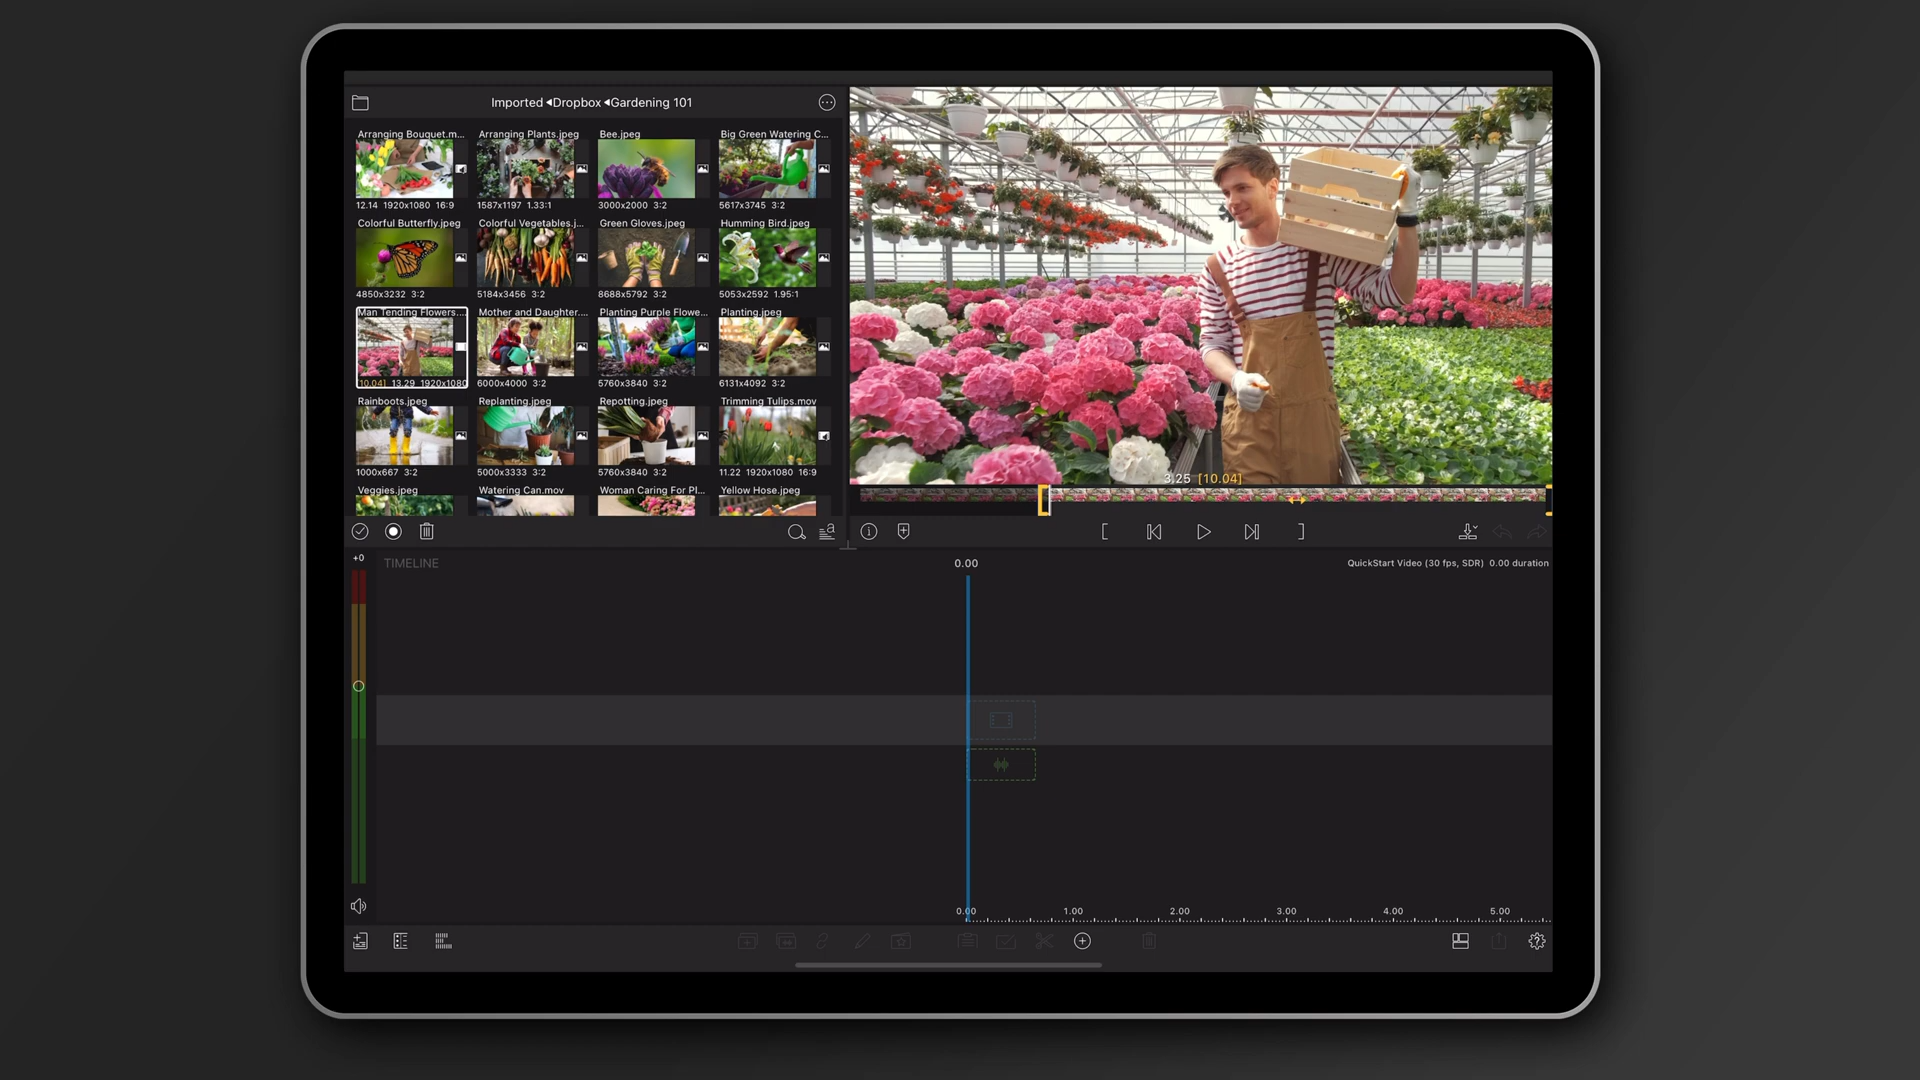 Imported ◂Dropbox ◂Gardening 101
Arranging Bouquet.m... Arranging Plants.jpeg Bee.jpeg Big Green Watering C...
12.14 1920x1080 16:9 1587x1197 1.33:1 3000x2000 3:2 5617x3745 3:2
Colorful Butterfly.jpeg Colorful Vegetables.j... Green Gloves.jpeg Humming Bird.jpeg
4850x3232 3:2 5184x3456 3:2 8688x5792 3:2 5053x2592 1.95:1
Man Tending Flowers.... Mother and Daughter.... Planting Purple Flowe... Planting.jpeg
[10.04] 13.29 1920x1080 6000x4000 3:2 5760x3840 3:2 6131x4092 3:2
Rainboots.jpeg Replanting.jpeg Repotting.jpeg Trimming Tulips.mov
1000x667 3:2 5000x3333 3:2 5760x3840 3:2 11.22 1920x1080 16:9
Veggies.jpeg Watering Can.mov Woman Caring For Pl... Yellow Hose.jpeg
3.25 [10.04]
+0
TIMELINE
0.00
QuickStart Video (30 fps, SDR) 0.00 duration
0.00 1.00 2.00 3.00 4.00 5.00